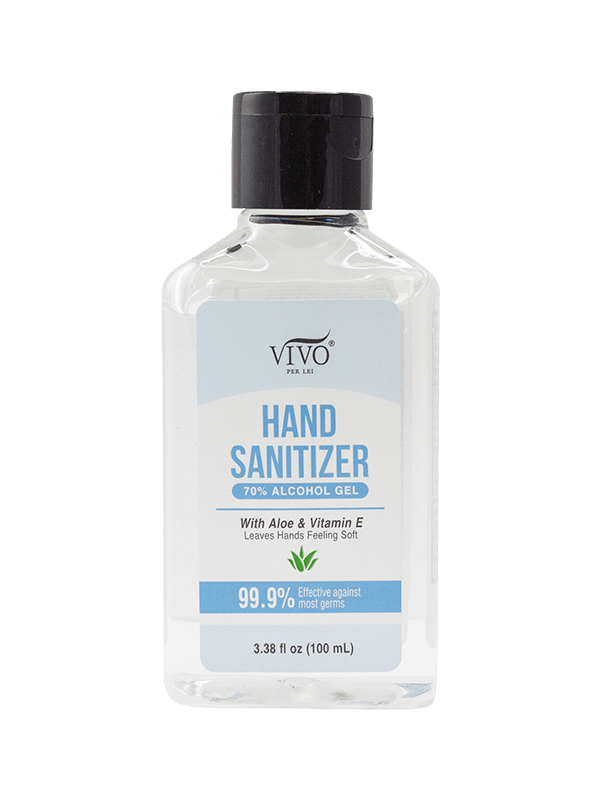 VIVO®
PER LEI
HAND
SANITIZER
70% ALCOHOL GEL
With Aloe & Vitamin E
Leaves Hands Feeling Soft
99.9% Effective against
most germs
3.38 fl oz (100 mL)